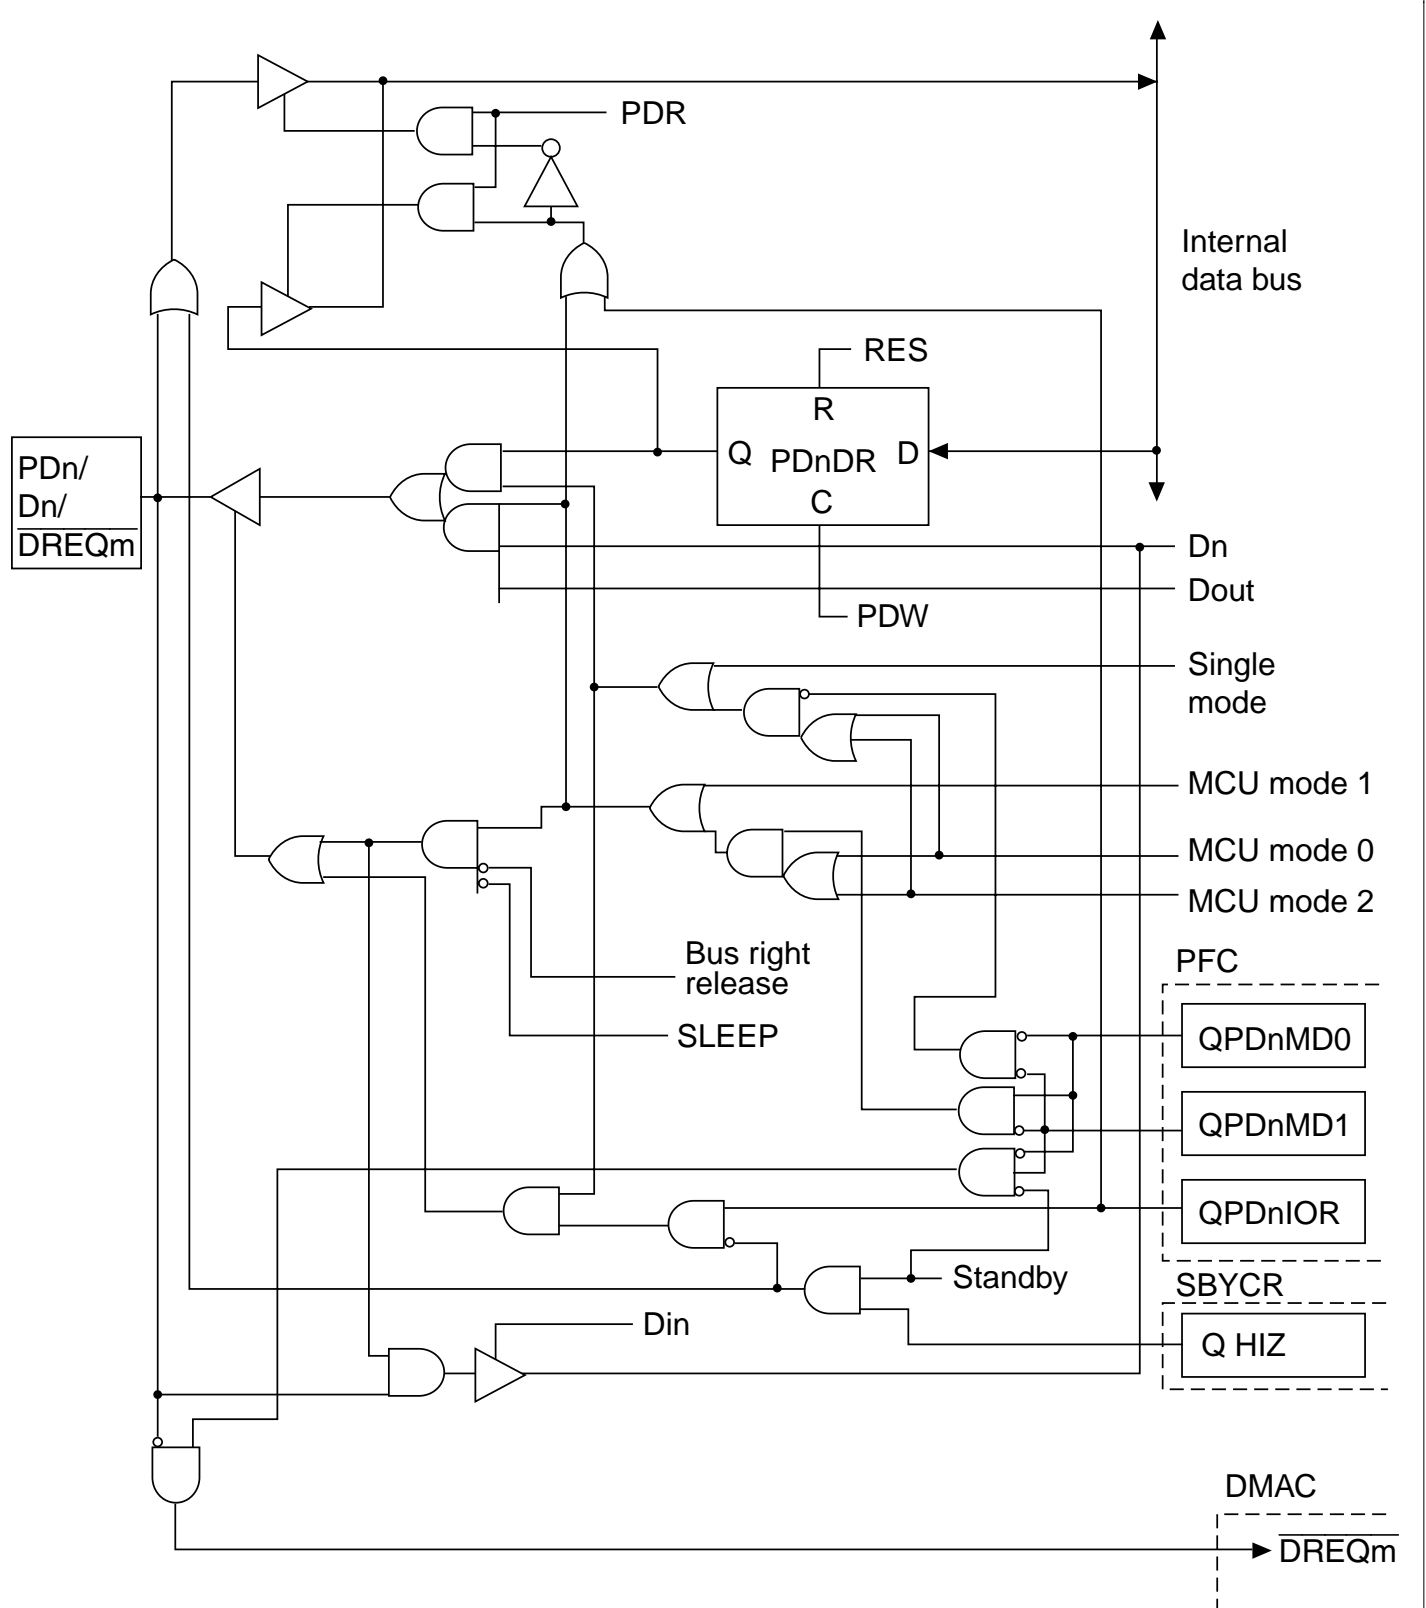 PDR
Internal
data bus
RES
R
Q PDnDR D
C
PDn/
Dn/
DREQm
Dn
Dout
PDW
Single
mode
MCU mode 1
MCU mode 0
MCU mode 2
Bus right
release
PFC
SLEEP
QPDnMD0
QPDnMD1
QPDnIOR
Standby
SBYCR
Din
Q HIZ
DMAC
DREQm